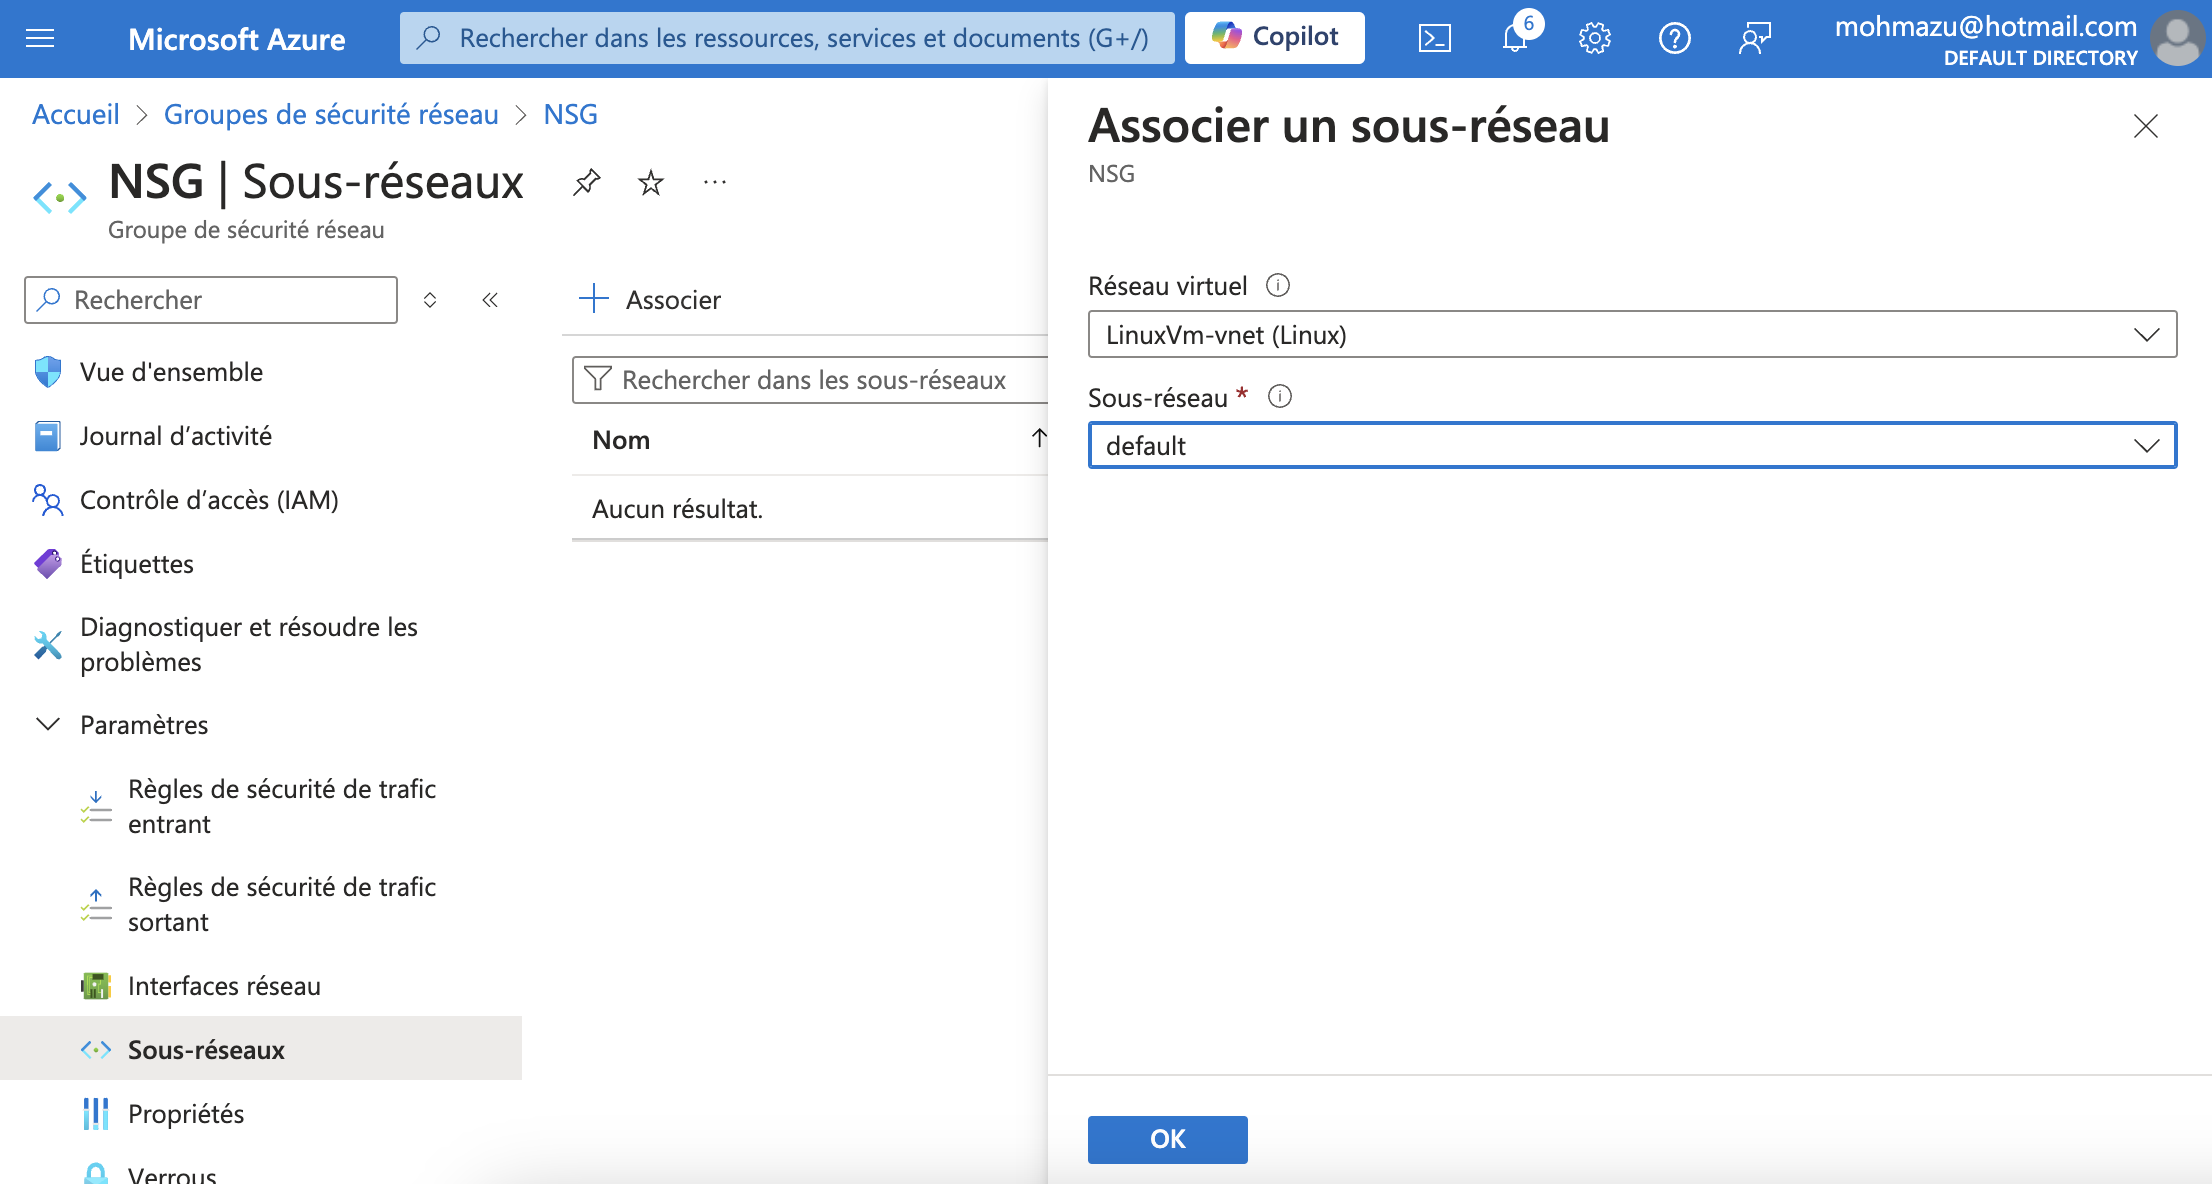 Microsoft Azure
Rechercher dans les ressources, services et documents (G+/)
Copilot
6
mohmazu@hotmail.com
DEFAULT DIRECTORY
Accueil > Groupes de sécurité réseau > NSG
NSG | Sous-réseaux
Groupe de sécurité réseau
Rechercher
Vue d'ensemble
Journal d’activité
Contrôle d’accès (IAM)
Étiquettes
Diagnostiquer et résoudre les
problèmes
Paramètres
Règles de sécurité de trafic
entrant
Règles de sécurité de trafic
sortant
Interfaces réseau
Sous-réseaux
Propriétés
Verrous
Associer
Rechercher dans les sous-réseaux
Nom
Aucun résultat.
Associer un sous-réseau
NSG
Réseau virtuel
LinuxVm-vnet (Linux)
Sous-réseau *
default
OK